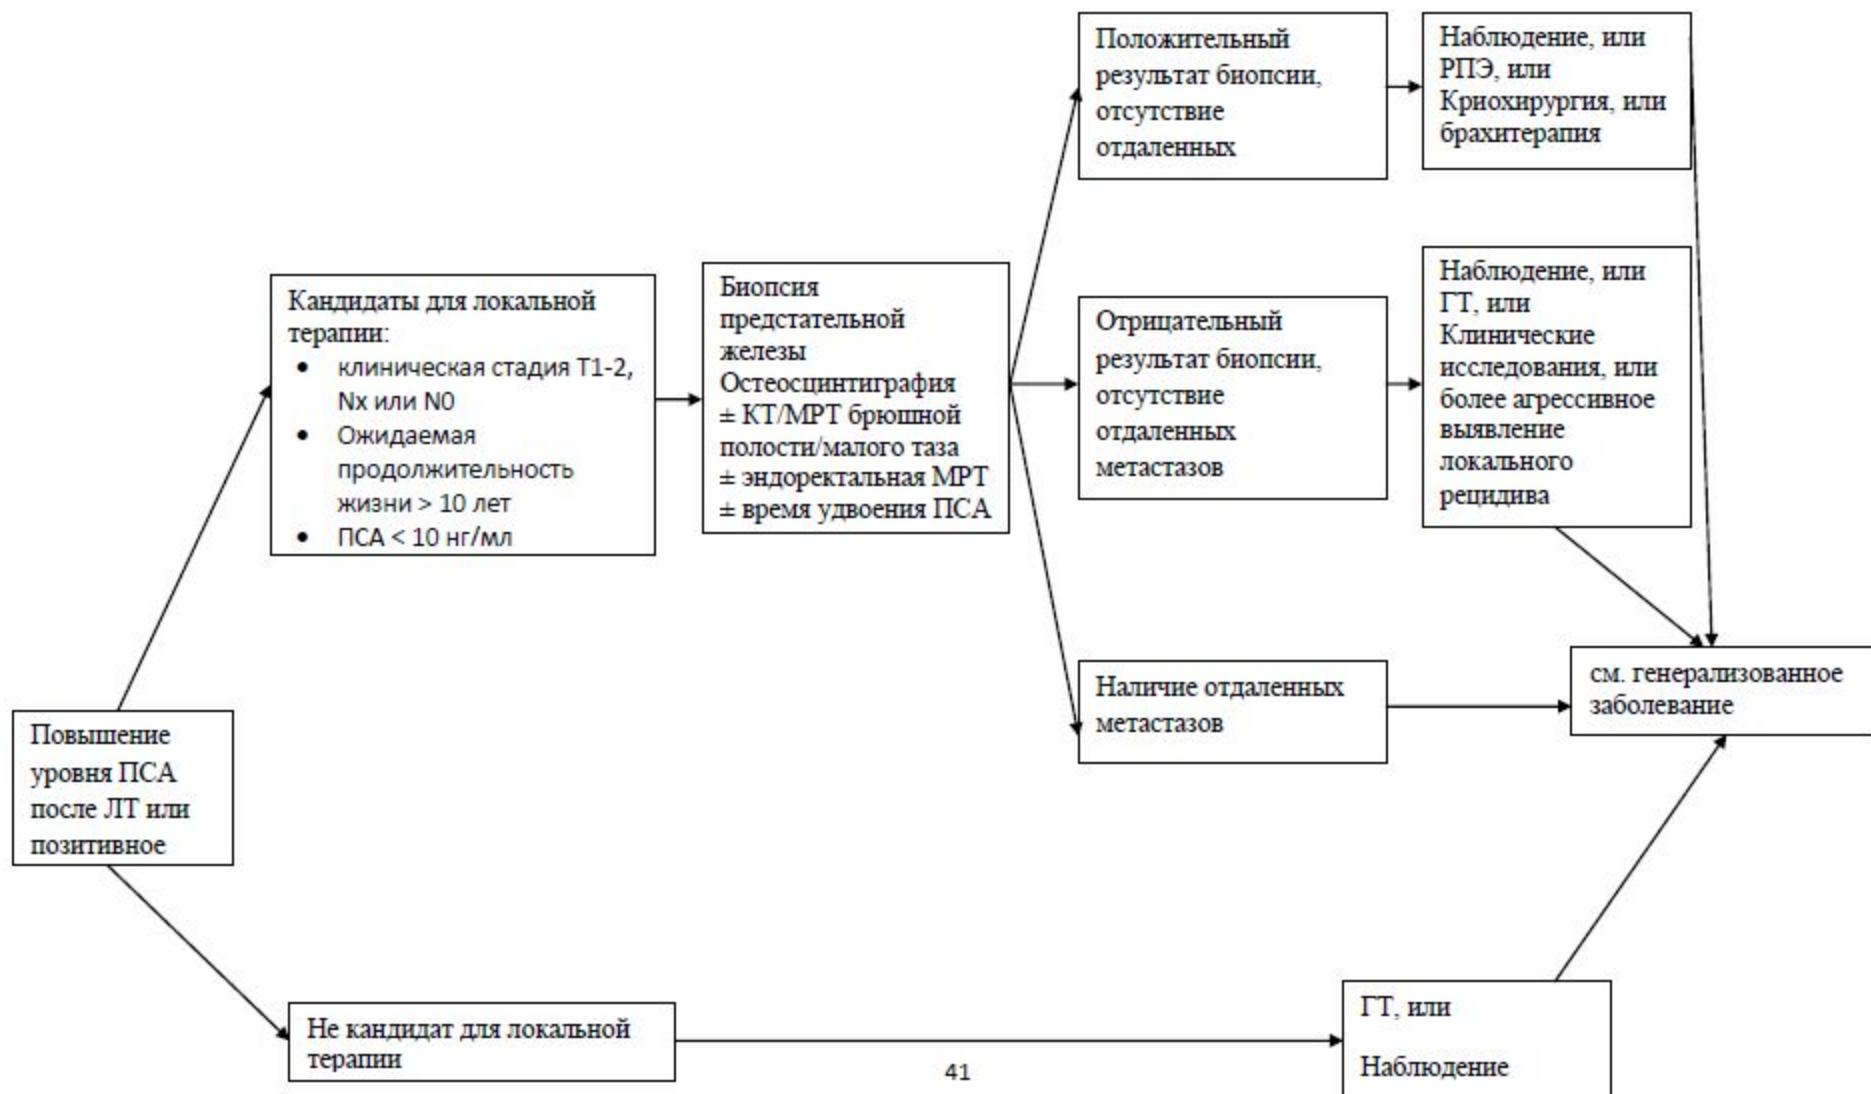 Повышение
уровня ПСА
после ЛТ или
позитивное
Кандидаты для локальной
терапии:
• клиническая стадия T1-2,
Nx или N0
• Ожидаемая
продолжительность
жизни > 10 лет
• ПСА < 10 нг/мл
Не кандидат для локальной
терапии
Биопсия
предстательной
железы
Остеосцинтиграфия
± КТ/МРТ брюшной
полости/малого таза
± эндоректальная МРТ
± время удвоения ПСА
Положительный
результат биопсии,
отсутствие
отдаленных
Наблюдение, или
РПЭ, или
Криохирургия, или
брахитерапия
Отрицательный
результат биопсии,
отсутствие
отдаленных
метастазов
Наблюдение, или
ГТ, или
Клинические
исследования, или
более агрессивное
выявление
локального
рецидива
Наличие отдаленных
метастазов
см. генерализованное
заболевание
ГТ, или
Наблюдение
41